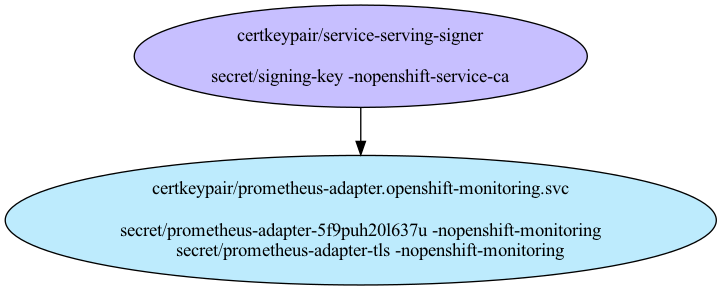 certkeypair/service-serving-signer
secret/signing-key -nopenshift-service-ca
certkeypair/prometheus-adapter.openshift-monitoring.svc
secret/prometheus-adapter-5f9puh20l637u -nopenshift-monitoring
secret/prometheus-adapter-tls -nopenshift-monitoring